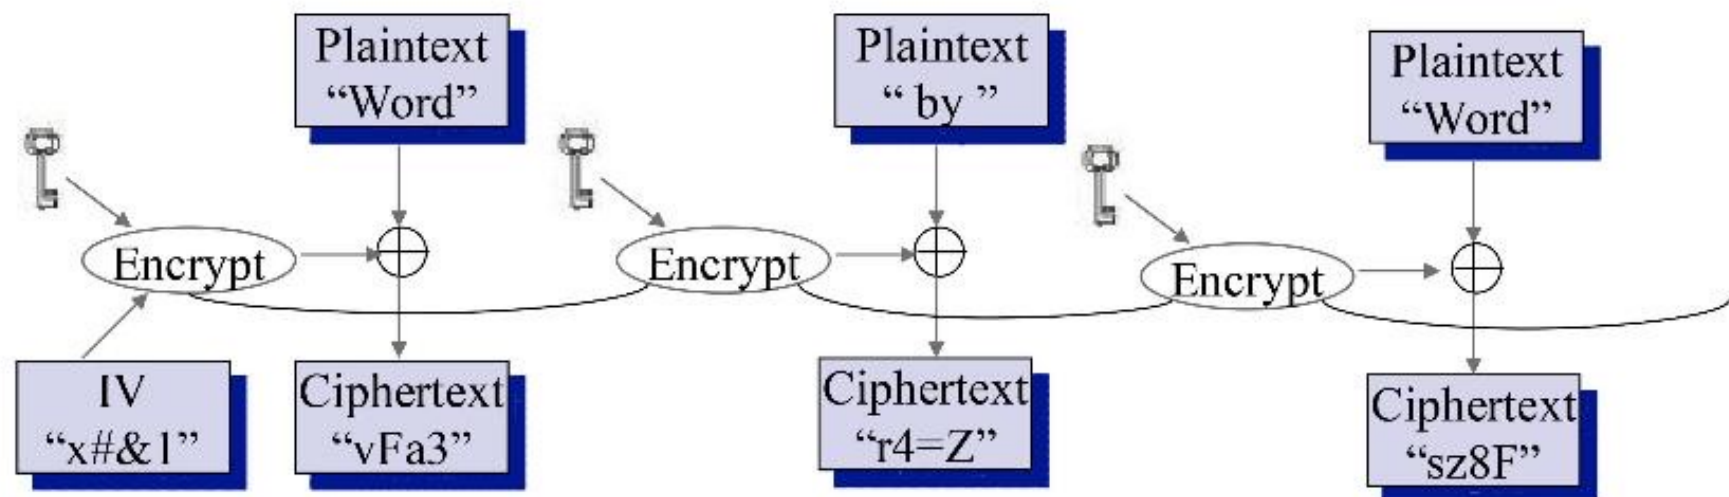 Plaintext
“Word”
Plaintext
“ by ”
Plaintext
“Word”
Encrypt
Encrypt
Encrypt
IV
“x#&1”
Ciphertext
“vFa3”
Ciphertext
“r4=Z”
Ciphertext
“sz8F”